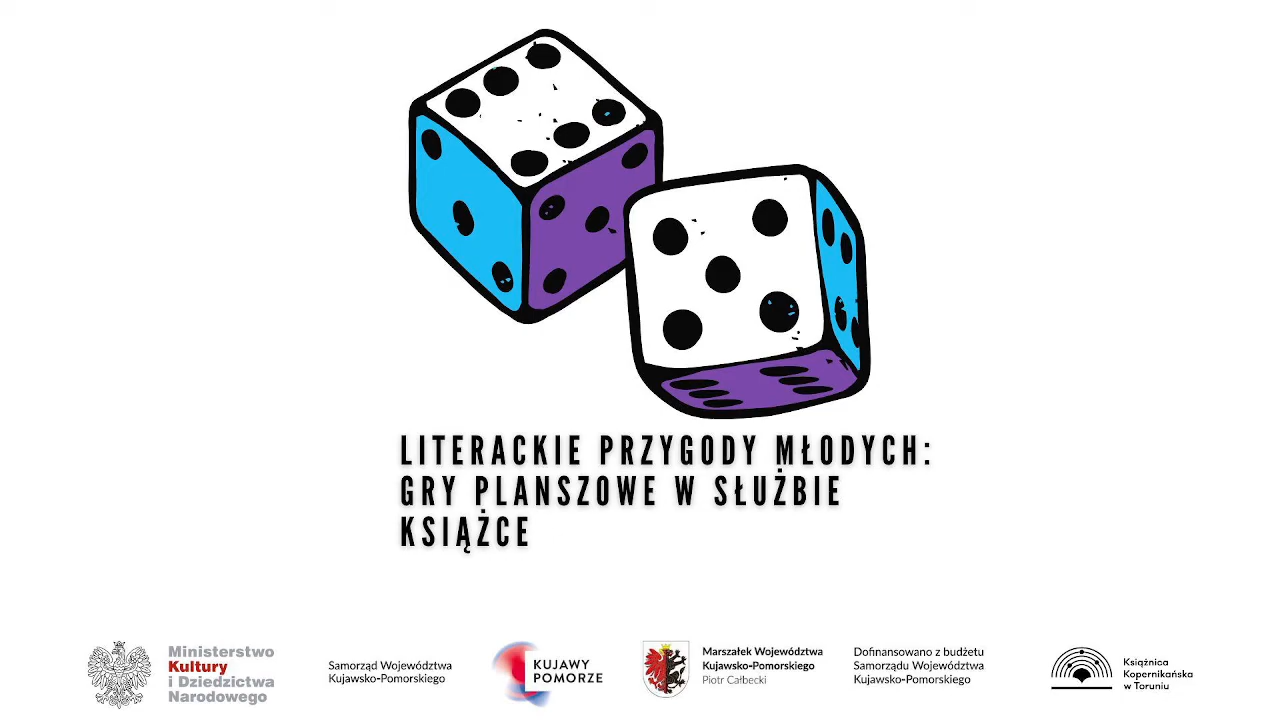 LITERACKIE PRZYGODY MŁODYCH:
GRY PLANSZOWE W SŁUŻBIE
KSIĄŻCE
Ministerstwo
Kultury
i Dziedzictwa
Narodowego
Samorząd Województwa
Kujawsko-Pomorskiego
KUJAWY
POMORZE
Marszałek Województwa
Kujawsko-Pomorskiego
Piotr Całbecki
Dofinansowano z budżetu
Samorządu Województwa
Kujawsko-Pomorskiego
Książnica
Kopernikańska
w Toruniu